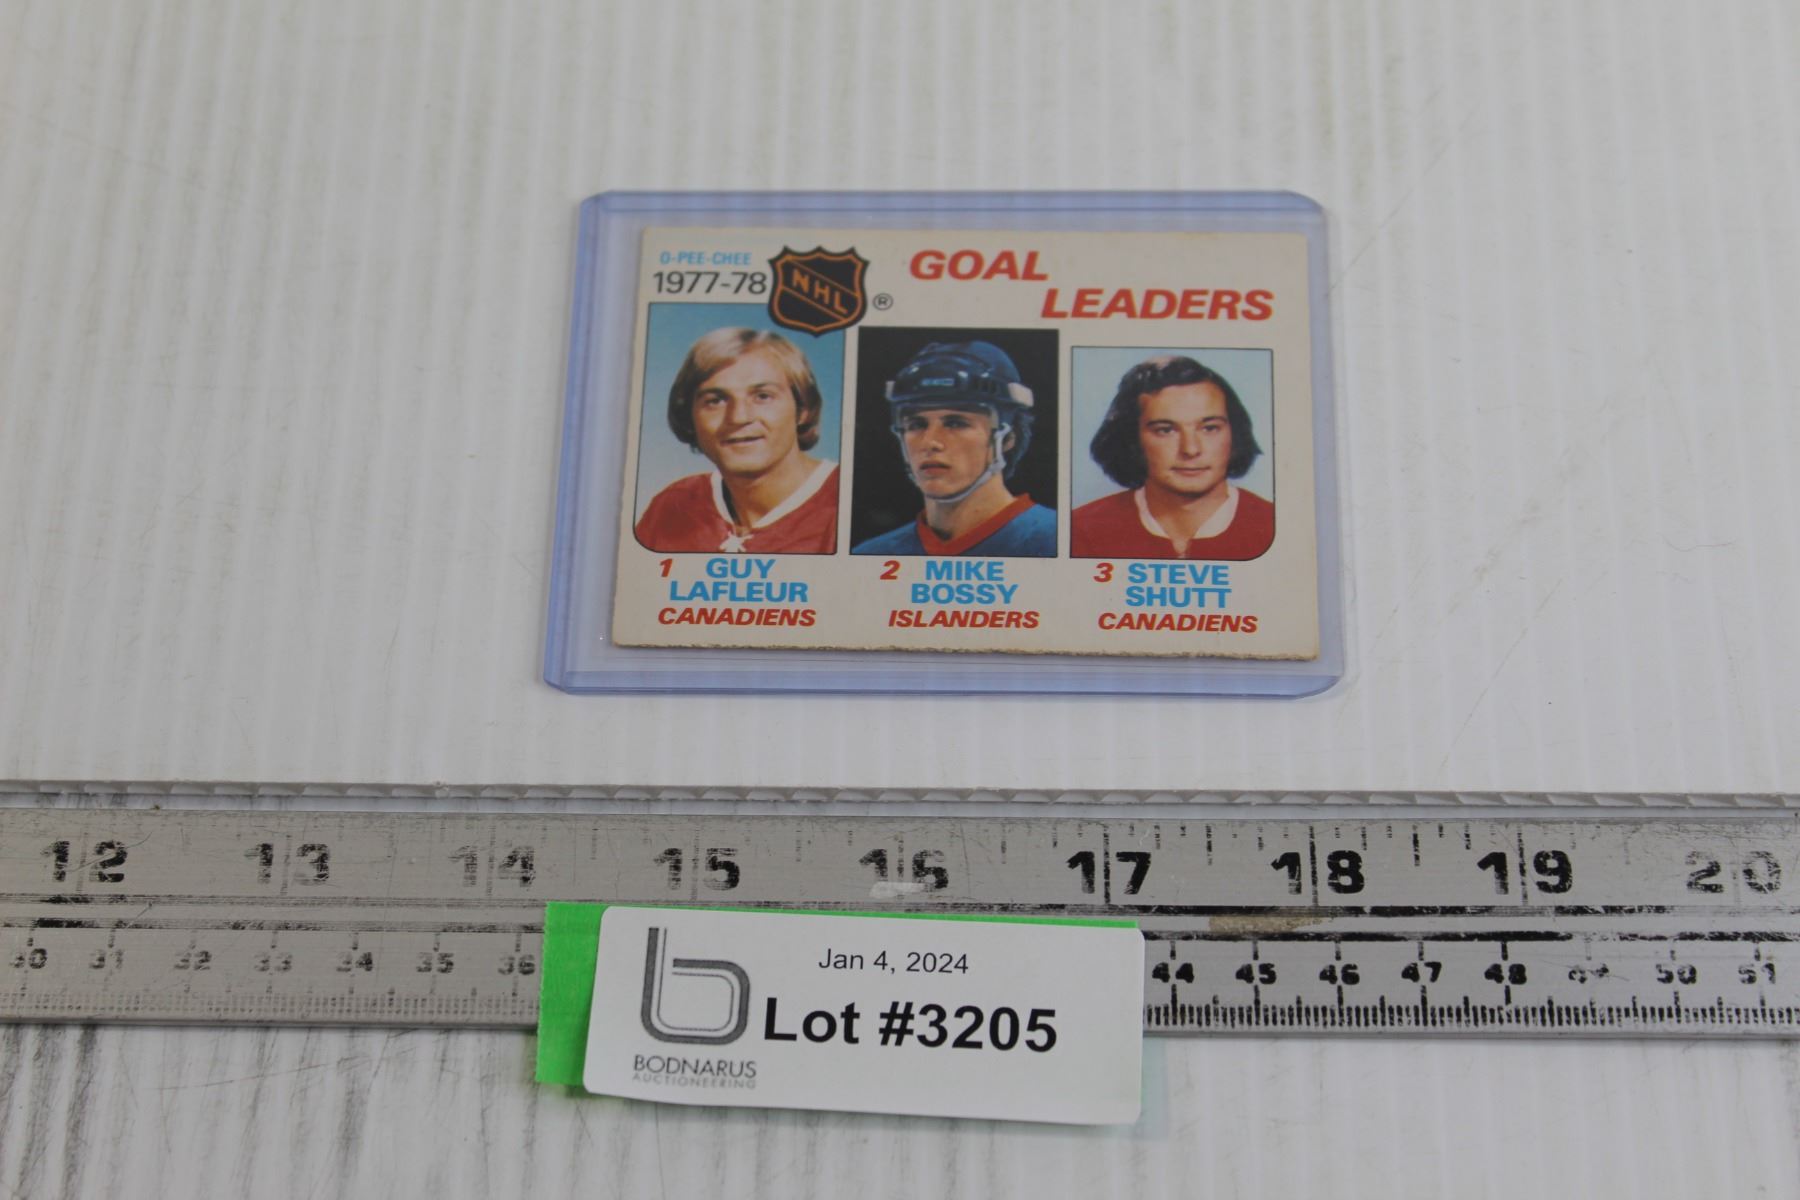 O-PEE-CHEE
1977-78
NHL
®
GOAL
LEADERS
1 GUY
LAFLEUR
CANADIENS
2 MIKE
BOSSY
ISLANDERS
3 STEVE
SHUTT
CANADIENS
12 13 14 15 16 17 18 19 20
30 31 32 33 34 35 36 44 45 46 47 48 49 50 51
Jan 4, 2024
Lot #3205
b
BODNARUS
AUCTIONEERING